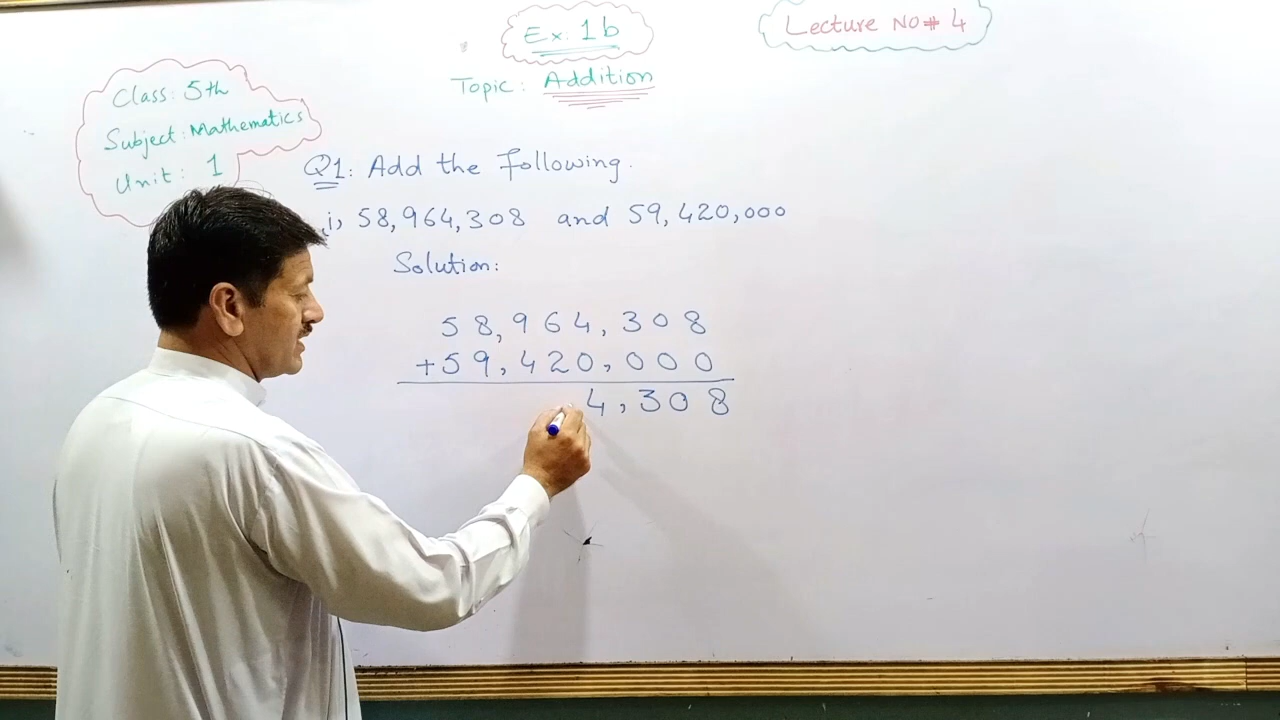 Ex: 1b
Lecture No# 4
Topic: Addition
Class: 5th
Subject: Mathematics
Unit: 1
Q1: Add the following.
i, 58,964,308 and 59,420,000
Solution:
58,964,308
+59,420,000
4,308